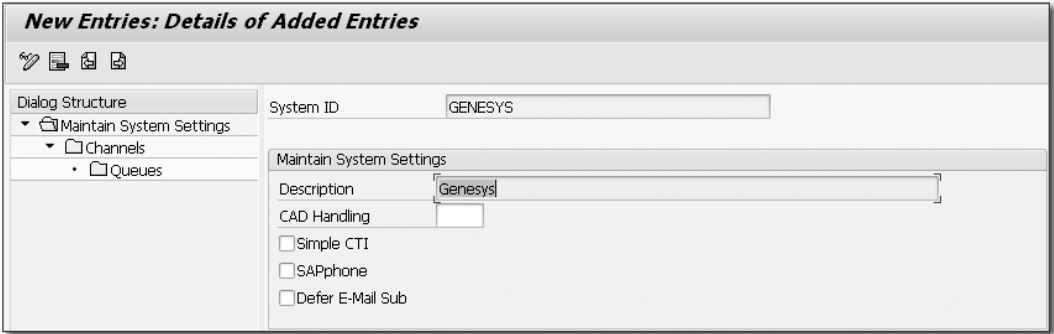 New Entries: Details of Added Entries
Dialog Structure
Maintain System Settings
Channels
Queues
System ID GENESYS
Maintain System Settings
Description Genesys
CAD Handling
Simple CTI
SAPphone
Defer E-Mail Sub